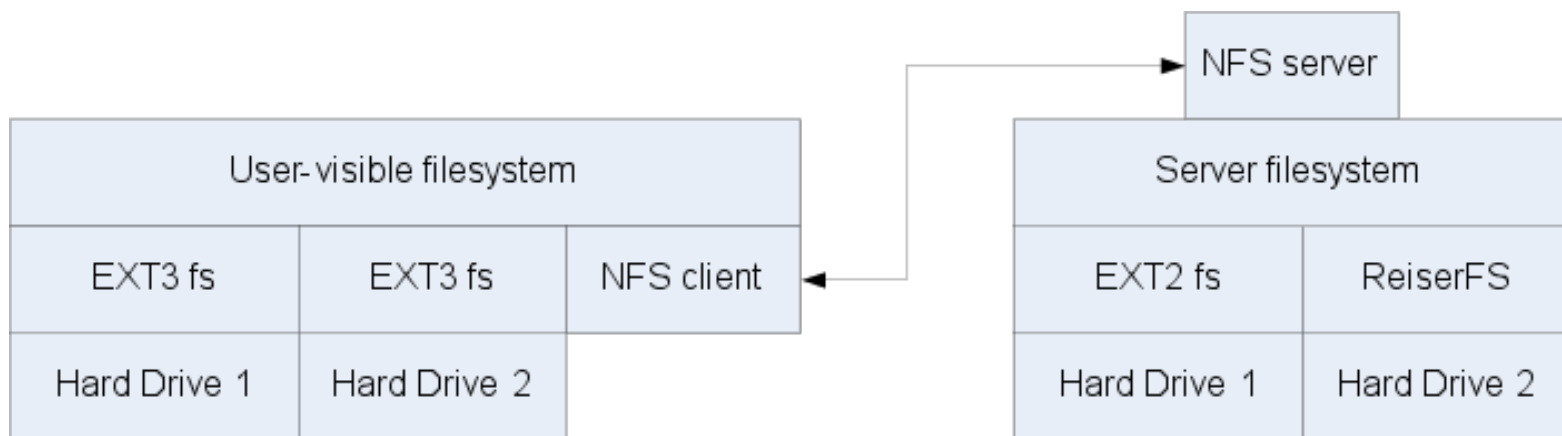 NFS server
User-visible filesystem
Server filesystem
EXT3 fs
EXT3 fs
NFS client
EXT2 fs
ReiserFS
Hard Drive 1
Hard Drive 2
Hard Drive 1
Hard Drive 2